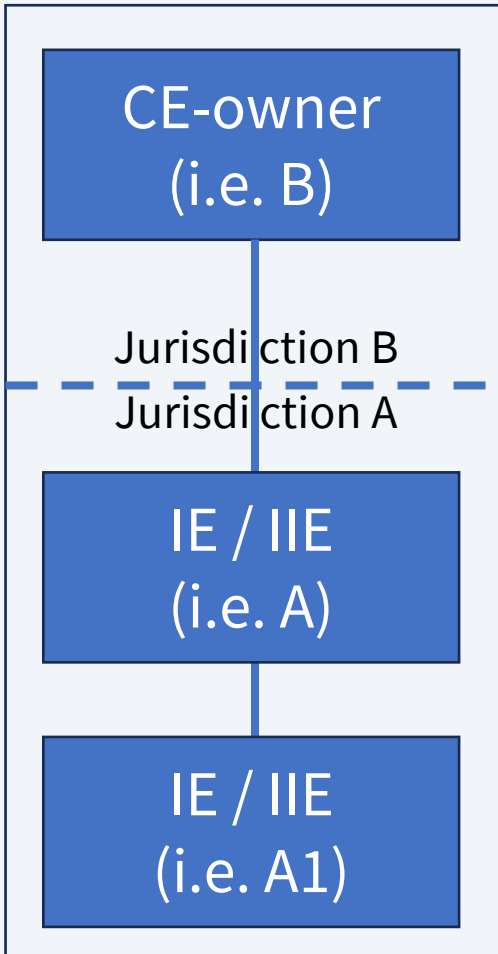 CE-owner
(i.e. B)
Jurisdiction B
Jurisdiction A
IE / IIE
(i.e. A)
IE / IIE
(i.e. A1)